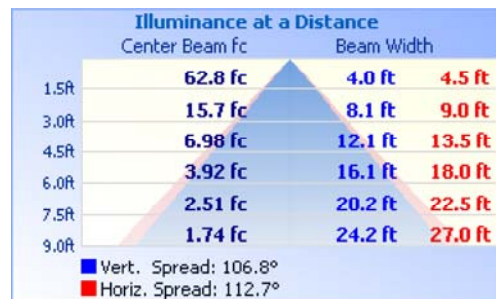 Illuminance at a Distance
Center Beam fc Beam Width
1.5ft 62.8 fc 4.0 ft 4.5 ft
3.0ft 15.7 fc 8.1 ft 9.0 ft
4.5ft 6.98 fc 12.1 ft 13.5 ft
6.0ft 3.92 fc 16.1 ft 18.0 ft
7.5ft 2.51 fc 20.2 ft 22.5 ft
9.0ft 1.74 fc 24.2 ft 27.0 ft
Vert. Spread: 106.8°
Horiz. Spread: 112.7°